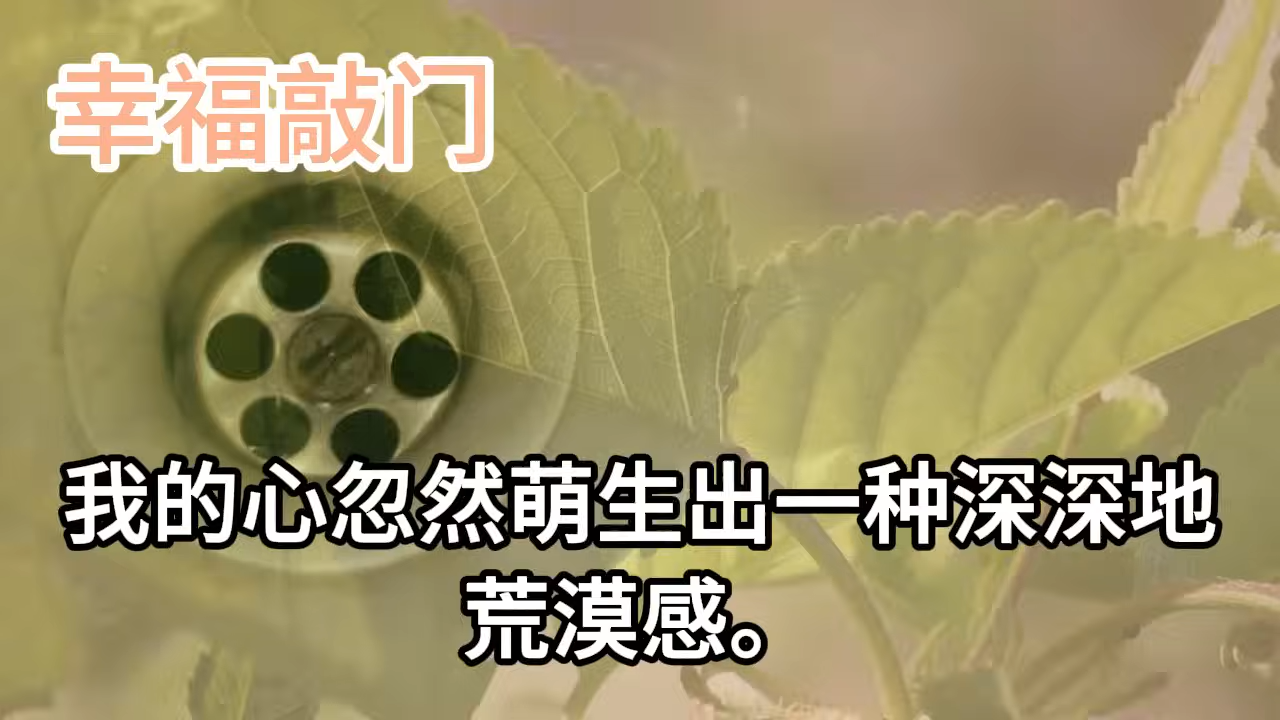 幸福敲门
我的心忽然萌生出一种深深地
荒漠感。